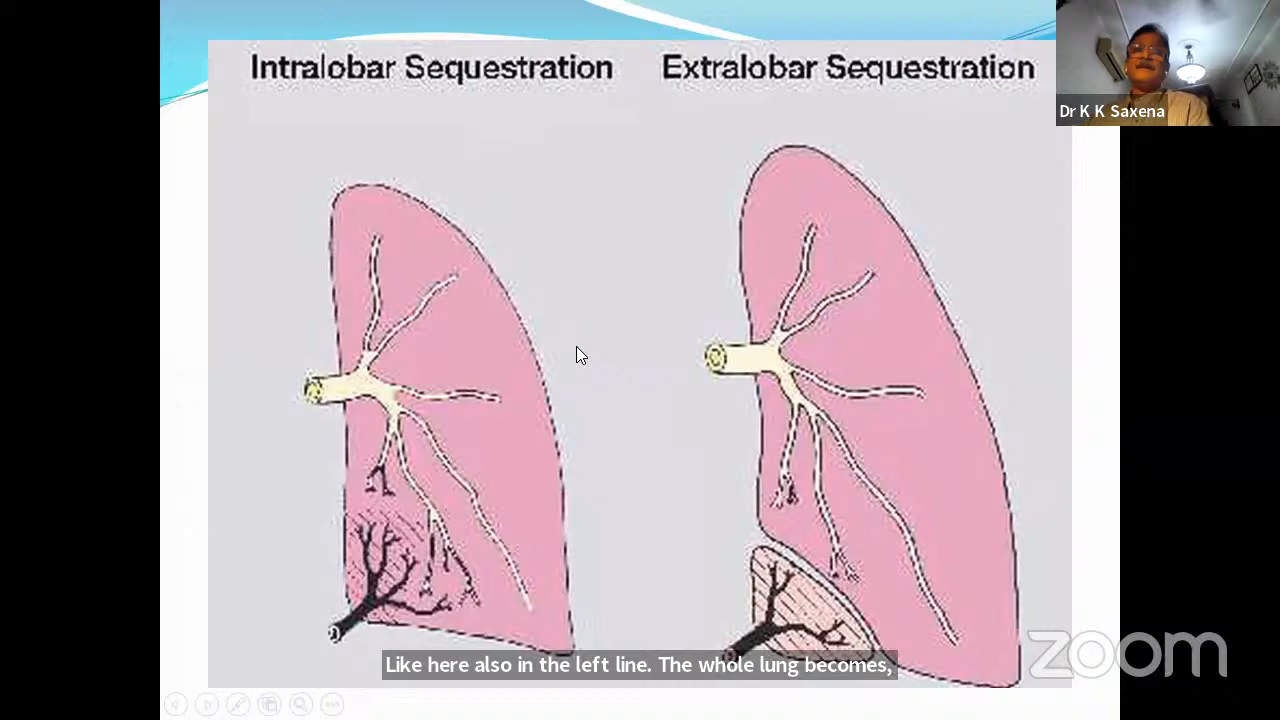 Intralobar Sequestration
Extralobar Sequestration
Dr K K Saxena
Like here also in the left line. The whole lung becomes,
zoom